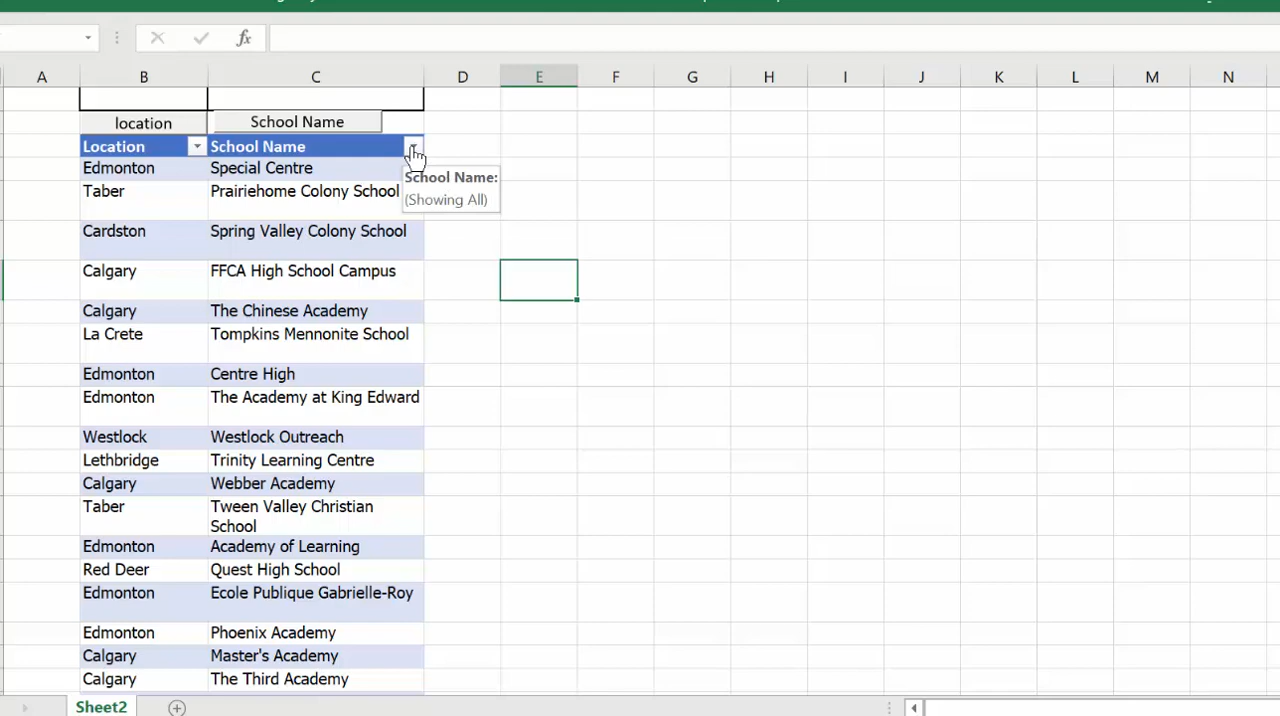 fx
A B C D E F G H I J K L M N
location School Name
Location School Name
Edmonton Special Centre
School Name:
Taber Prairiehome Colony School
(Showing All)
Cardston Spring Valley Colony School
Calgary FFCA High School Campus
Calgary The Chinese Academy
La Crete Tompkins Mennonite School
Edmonton Centre High
Edmonton The Academy at King Edward
Westlock Westlock Outreach
Lethbridge Trinity Learning Centre
Calgary Webber Academy
Taber Tween Valley Christian
School
Edmonton Academy of Learning
Red Deer Quest High School
Edmonton Ecole Publique Gabrielle-Roy
Edmonton Phoenix Academy
Calgary Master's Academy
Calgary The Third Academy
Sheet2